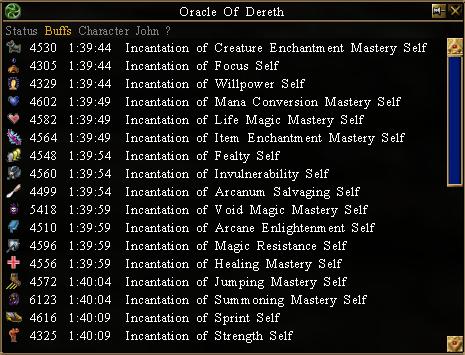 Oracle Of Dereth
Status Buffs Character John ?
4530 1:39:44 Incantation of Creature Enchantment Mastery Self
4305 1:39:44 Incantation of Focus Self
4329 1:39:44 Incantation of Willpower Self
4602 1:39:49 Incantation of Mana Conversion Mastery Self
4582 1:39:49 Incantation of Life Magic Mastery Self
4564 1:39:49 Incantation of Item Enchantment Mastery Self
4548 1:39:54 Incantation of Fealty Self
4560 1:39:54 Incantation of Invulnerability Self
4499 1:39:54 Incantation of Arcanum Salvaging Self
5418 1:39:59 Incantation of Void Magic Mastery Self
4510 1:39:59 Incantation of Arcane Enlightenment Self
4596 1:39:59 Incantation of Magic Resistance Self
4556 1:39:59 Incantation of Healing Mastery Self
4572 1:40:04 Incantation of Jumping Mastery Self
6123 1:40:04 Incantation of Summoning Mastery Self
4616 1:40:09 Incantation of Sprint Self
4325 1:40:09 Incantation of Strength Self